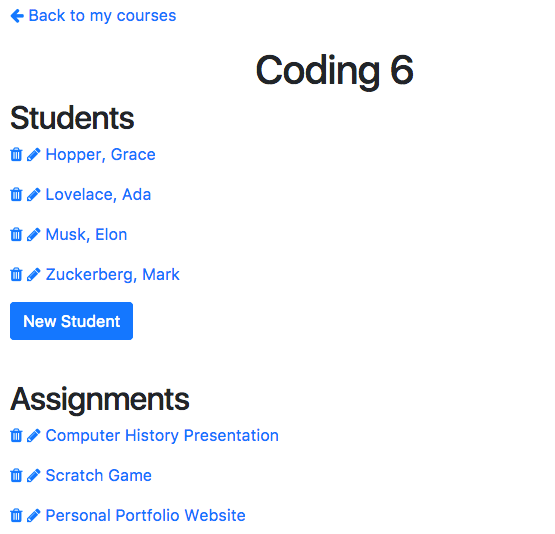 Back to my courses
Coding 6
Students
Hopper, Grace
Lovelace, Ada
Musk, Elon
Zuckerberg, Mark
New Student
Assignments
Computer History Presentation
Scratch Game
Personal Portfolio Website